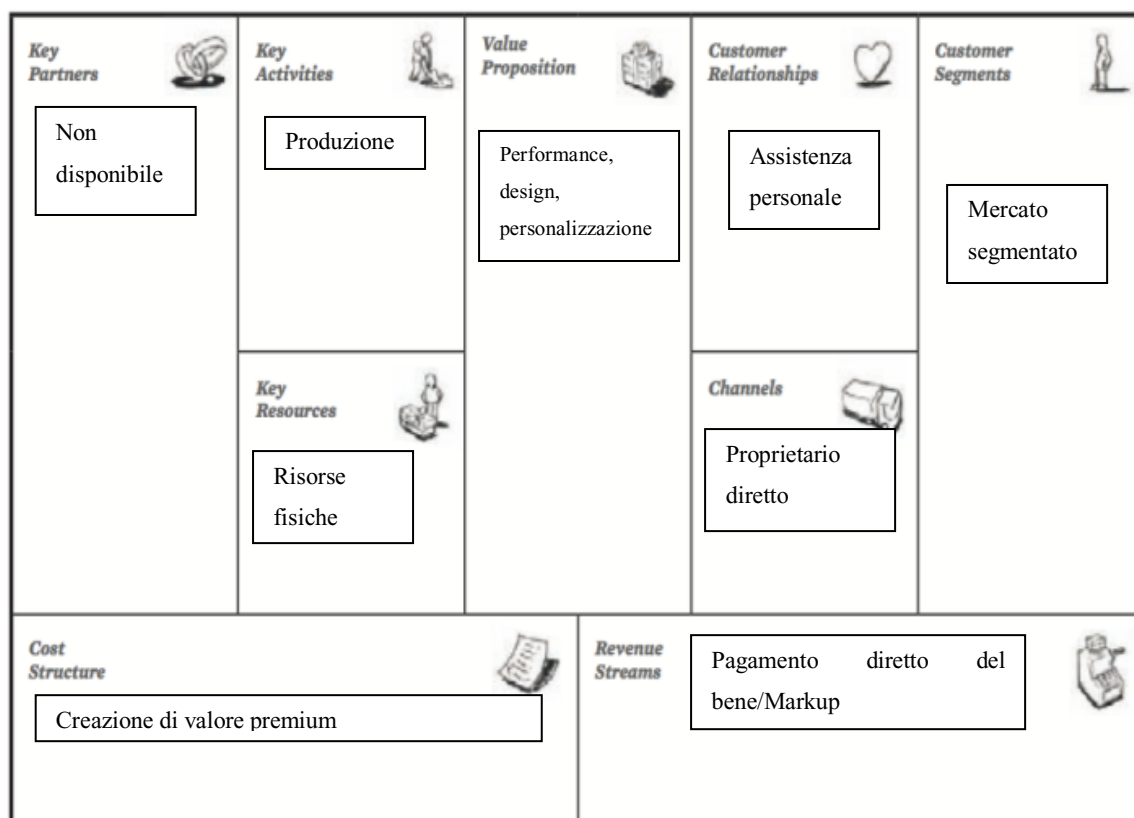 Key
Partners
Non
disponibile
Key
Activities
Produzione
Key
Resources
Risorse
fisiche
Value
Proposition
Performance,
design,
personalizzazione
Customer
Relationships
Assistenza
personale
Channels
Proprietario
diretto
Customer
Segments
Mercato
segmentato
Cost
Structure
Creazione di valore premium
Revenue
Streams
Pagamento diretto del
bene/Markup